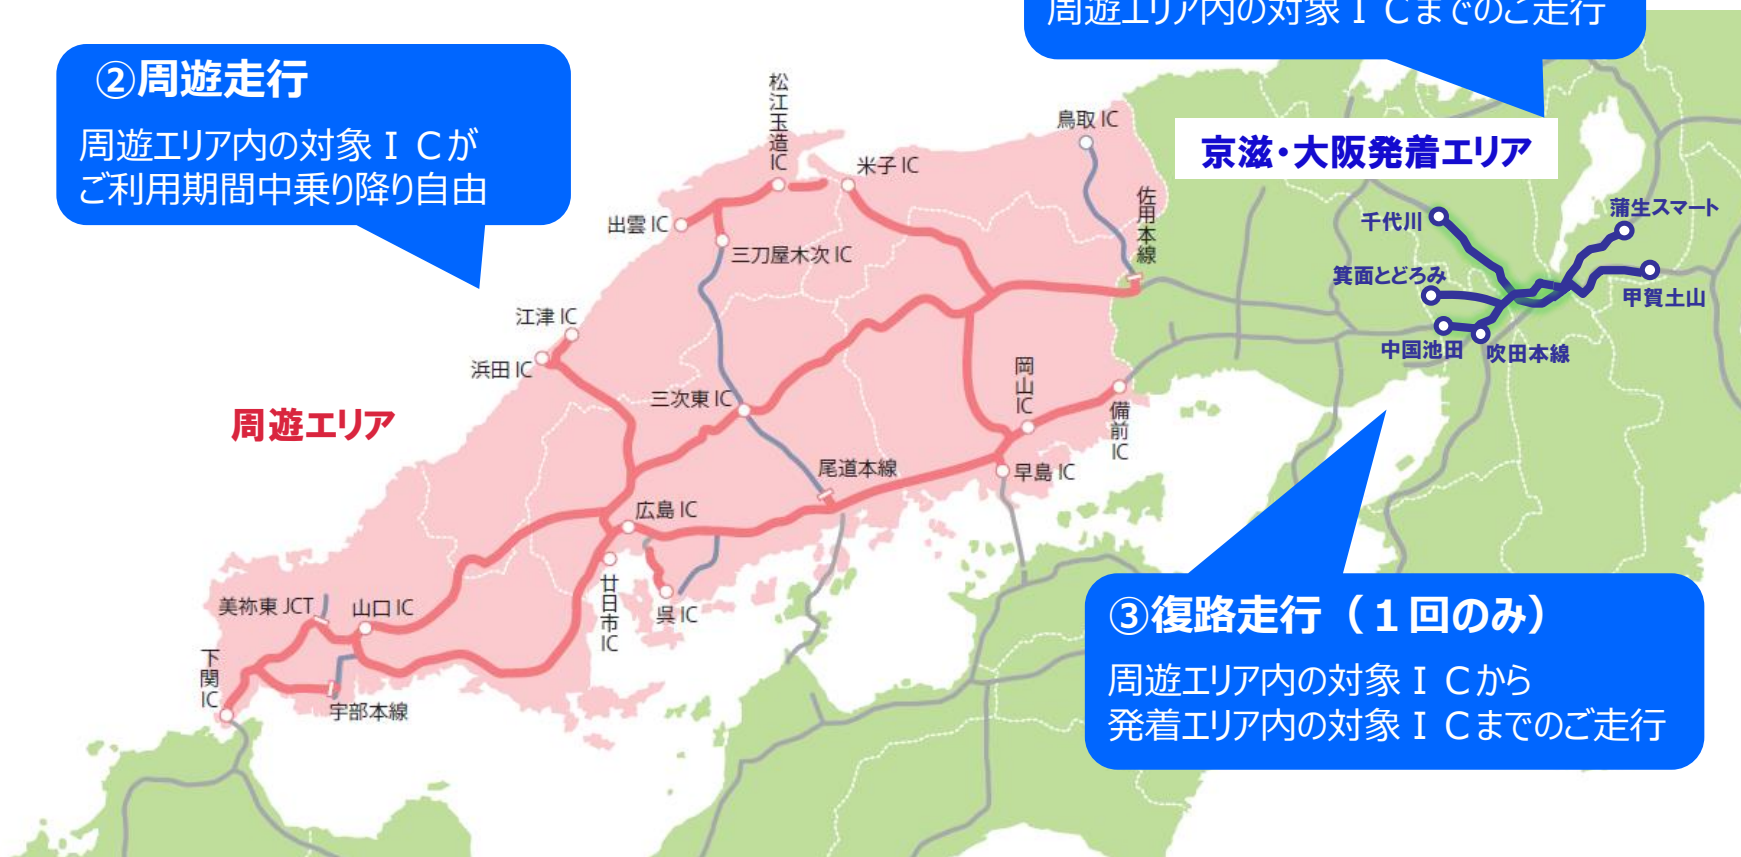 周遊エリア内の対象ＩＣまでのご走行
②周遊走行
周遊エリア内の対象ＩＣが
ご利用期間中乗り降り自由
京滋・大阪発着エリア
松江玉造IC
鳥取 IC
米子 IC
佐用本線
出雲 IC
三刀屋木次 IC
千代川
蒲生スマート
箕面とどろみ
甲賀土山
中国池田
吹田本線
江津 IC
浜田 IC
岡山IC
三次東 IC
備前IC
周遊エリア
尾道本線
早島 IC
広島 IC
廿日市IC
呉 IC
美祢東 JCT
山口 IC
下関IC
宇部本線
③復路走行（１回のみ）
周遊エリア内の対象ＩＣから
発着エリア内の対象ＩＣまでのご走行